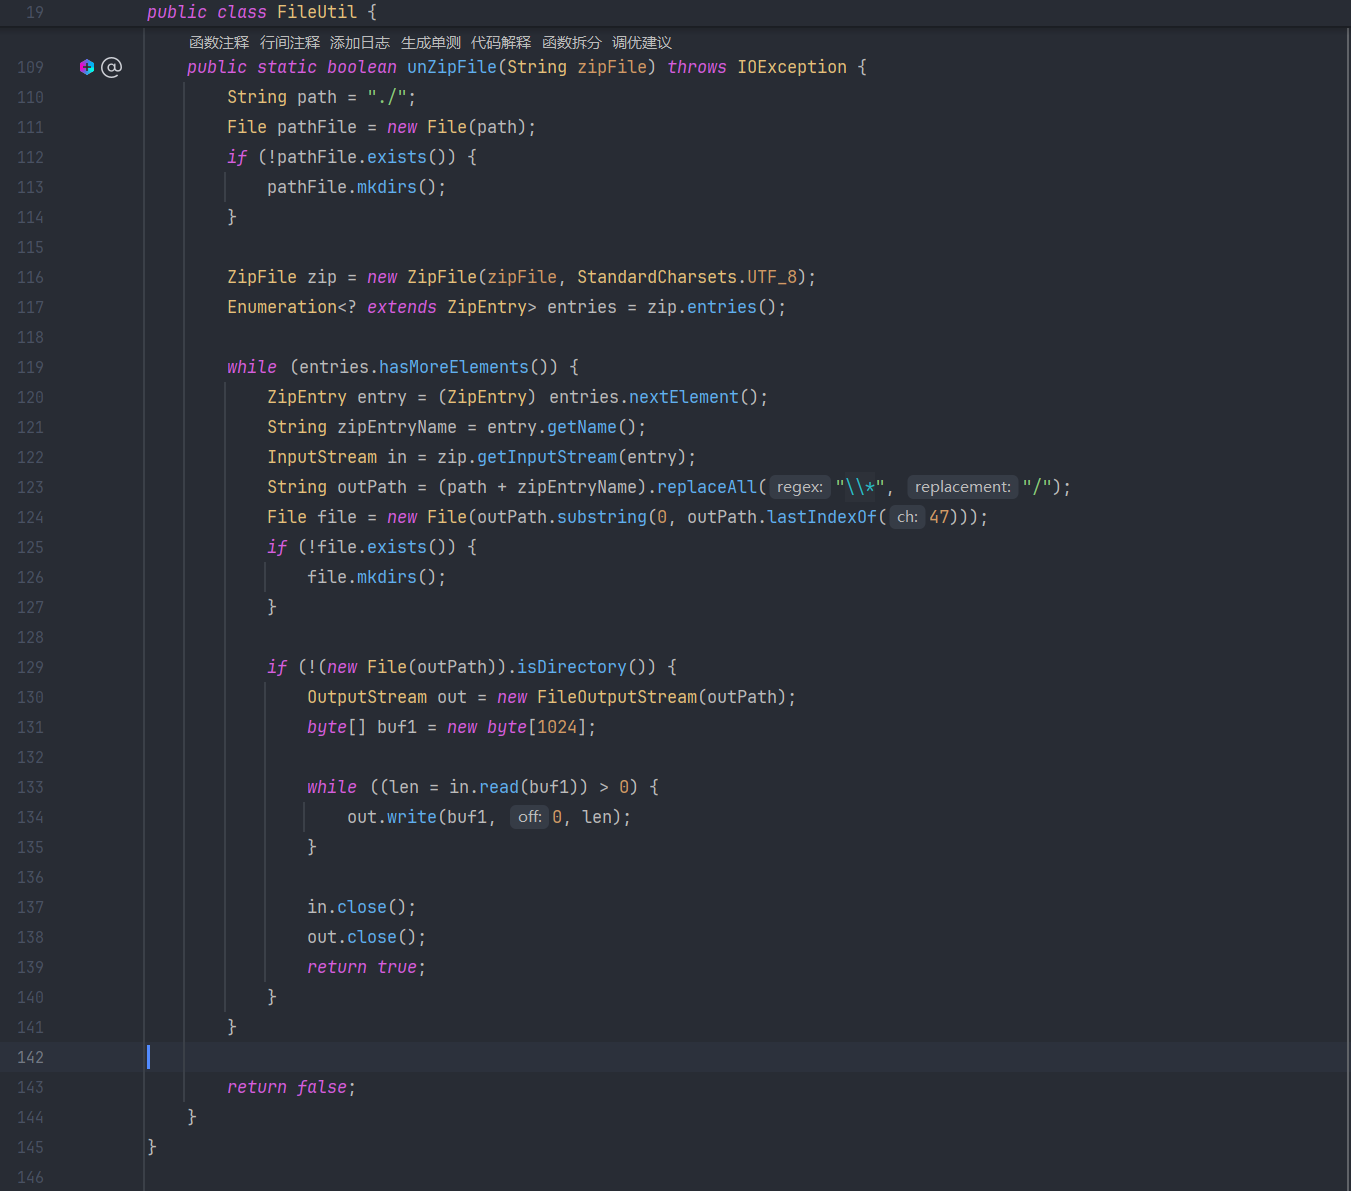 19 public class FileUtil {
函数注释 行间注释 添加日志 生成单测 代码解释 函数拆分 调优建议
109 @ public static boolean unZipFile(String zipFile) throws IOException {
110 String path = "./";
111 File pathFile = new File(path);
112 if (!pathFile.exists()) {
113 pathFile.mkdirs();
114 }
115
116 ZipFile zip = new ZipFile(zipFile, StandardCharsets.UTF_8);
117 Enumeration<? extends ZipEntry> entries = zip.entries();
118
119 while (entries.hasMoreElements()) {
120 ZipEntry entry = (ZipEntry) entries.nextElement();
121 String zipEntryName = entry.getName();
122 InputStream in = zip.getInputStream(entry);
123 String outPath = (path + zipEntryName).replaceAll( regex: "\\*", replacement: "/");
124 File file = new File(outPath.substring(0, outPath.lastIndexOf( ch: 47)));
125 if (!file.exists()) {
126 file.mkdirs();
127 }
128
129 if (!(new File(outPath)).isDirectory()) {
130 OutputStream out = new FileOutputStream(outPath);
131 byte[] buf1 = new byte[1024];
132
133 while ((len = in.read(buf1)) > 0) {
134 out.write(buf1, off: 0, len);
135 }
136
137 in.close();
138 out.close();
139 return true;
140 }
141 }
142
143 return false;
144 }
145 }
146